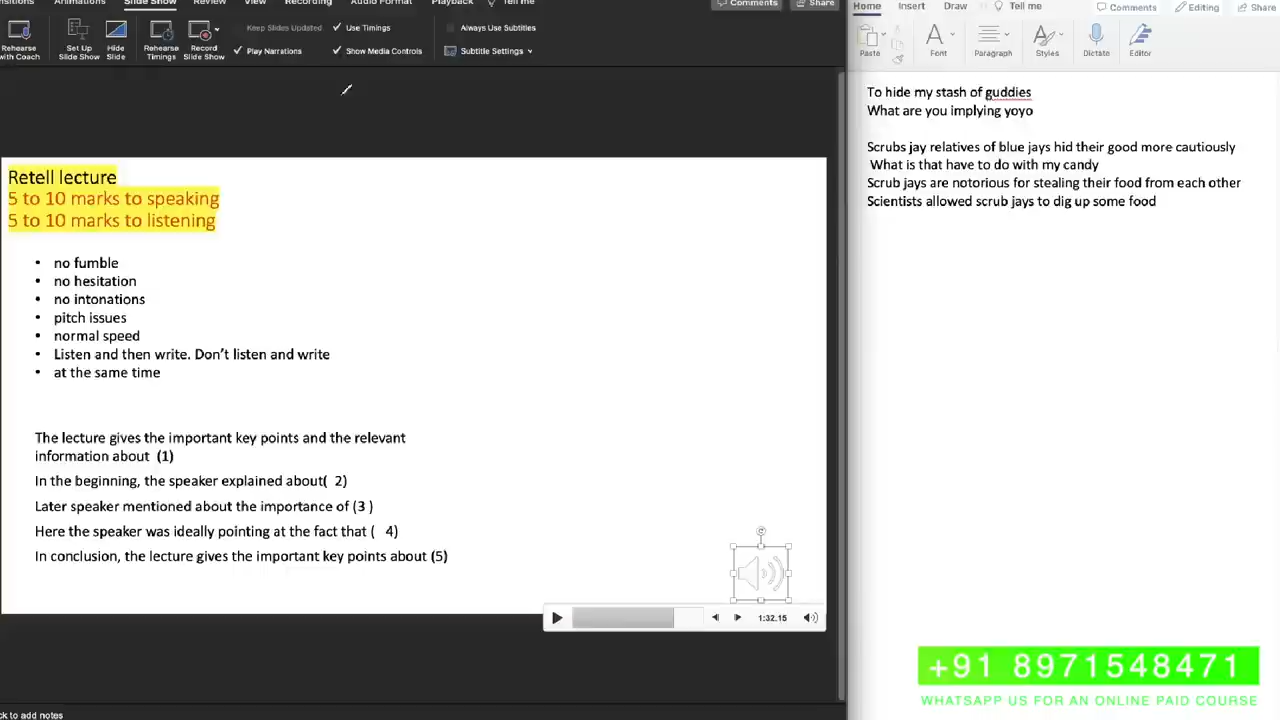 Animations
Slide Show
Review
View
Recording
Audio Format
Playback
Tell me
Comments
Share
Rehearse
with Coach
Set Up
Slide Show
Hide
Slide
Rehearse
Timings
Record
Slide Show
Keep Slides Updated
Play Narrations
Use Timings
Show Media Controls
Always Use Subtitles
Subtitle Settings
Retell lecture
5 to 10 marks to speaking
5 to 10 marks to listening
• no fumble
• no hesitation
• no intonations
• pitch issues
• normal speed
• Listen and then write. Don't listen and write
• at the same time
The lecture gives the important key points and the relevant
information about (1)
In the beginning, the speaker explained about( 2)
Later speaker mentioned about the importance of (3 )
Here the speaker was ideally pointing at the fact that ( 4)
In conclusion, the lecture gives the important key points about (5)
1:32.15
Home
Insert
Draw
Tell me
Comments
Editing
Share
Paste
Font
Paragraph
Styles
Dictate
Editor
To hide my stash of guddies
What are you implying yoyo
Scrubs jay relatives of blue jays hid their good more cautiously
What is that have to do with my candy
Scrub jays are notorious for stealing their food from each other
Scientists allowed scrub jays to dig up some food
+91 8971548471
WHATSAPP US FOR AN ONLINE PAID COURSE